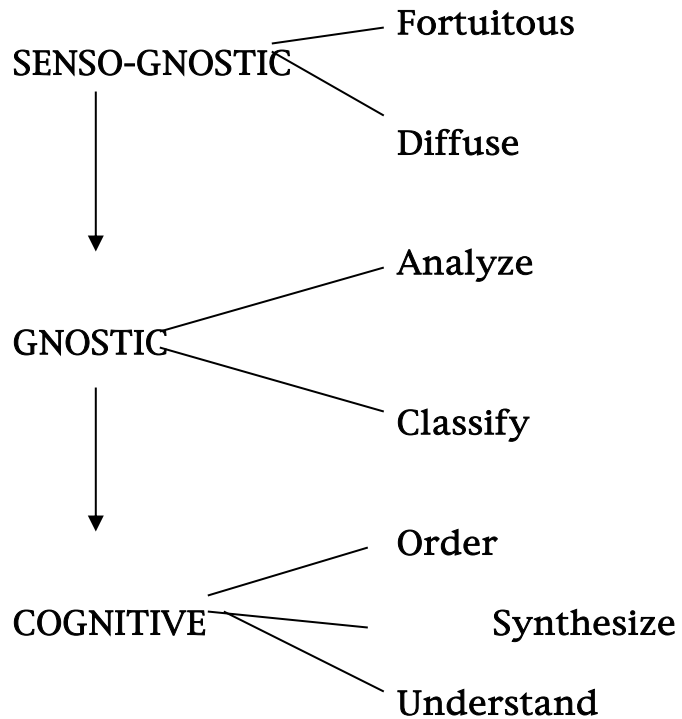 Fortuitous
SENSO-GNOSTIC
Diffuse
Analyze
GNOSTIC
Classify
Order
COGNITIVE
Synthesize
Understand